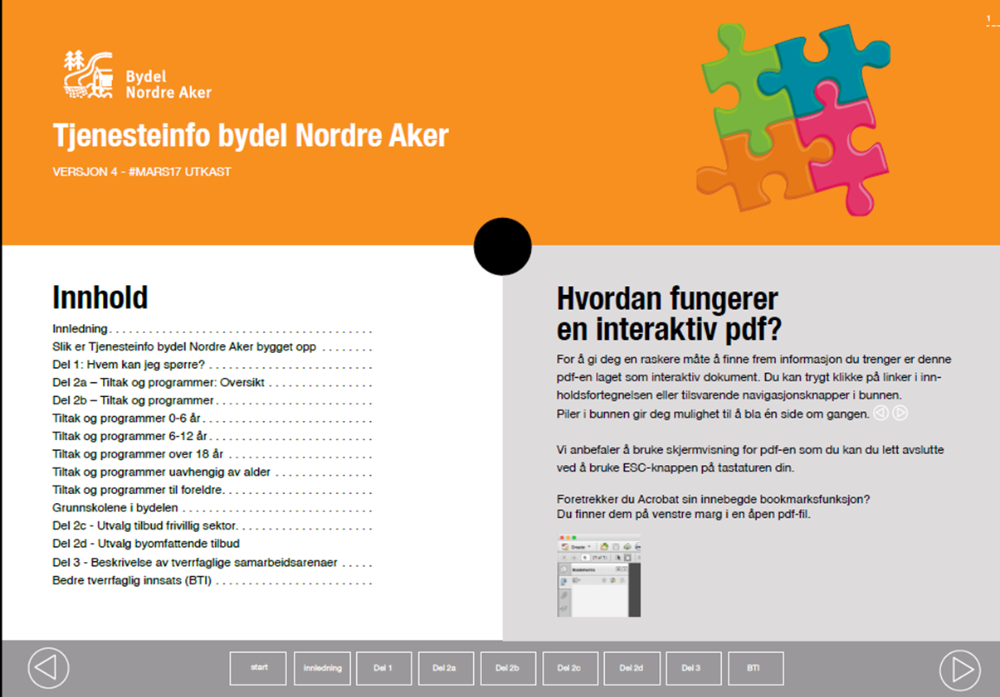 1
Bydel
Nordre Aker
Tjenesteinfo bydel Nordre Aker
VERSJON 4 - #MARS17 UTKAST
Innhold
Innledning . . . . . . . . . . . . . . . . . . . . . . . . . . . . . . . . . . . . . . . .
Slik er Tjenesteinfo bydel Nordre Aker bygget opp . . . . . . . .
Del 1: Hvem kan jeg spørre? . . . . . . . . . . . . . . . . . . . . . . . . .
Del 2a – Tiltak og programmer: Oversikt . . . . . . . . . . . . . . . .
Del 2b – Tiltak og programmer . . . . . . . . . . . . . . . . . . . . . . . .
Tiltak og programmer 0-6 år . . . . . . . . . . . . . . . . . . . . . . . . . .
Tiltak og programmer 6-12 år . . . . . . . . . . . . . . . . . . . . . . . . .
Tiltak og programmer over 18 år . . . . . . . . . . . . . . . . . . . . . .
Tiltak og programmer uavhengig av alder . . . . . . . . . . . . . . .
Tiltak og programmer til foreldre . . . . . . . . . . . . . . . . . . . . . . .
Grunnskolene i bydelen . . . . . . . . . . . . . . . . . . . . . . . . . . . . .
Del 2c - Utvalg tilbud frivillig sektor. . . . . . . . . . . . . . . . . . . . .
Del 2d - Utvalg byomfattende tilbud
Del 3 - Beskrivelse av tverrfaglige samarbeidsarenaer . . . . .
Bedre tverrfaglig innsats (BTI) . . . . . . . . . . . . . . . . . . . . . . . .
Hvordan fungerer
en interaktiv pdf?
For å gi deg en raskere måte å finne frem informasjon du trenger er denne
pdf-en laget som interaktiv dokument. Du kan trygt klikke på linker i inn-
holdsfortegnelsen eller tilsvarende navigasjonsknapper i bunnen.
Piler i bunnen gir deg mulighet til å bla én side om gangen.
Vi anbefaler å bruke skjermvisning for pdf-en som du kan du lett avslutte
ved å bruke ESC-knappen på tastaturen din.
Foretrekker du Acrobat sin innebegde bookmarksfunksjon?
Du finner dem på venstre marg i en åpen pdf-fil.
Create
(1 of 1)
Bookmarks
start
innledning
Del 1
Del 2a
Del 2b
Del 2c
Del 2d
Del 3
BTI